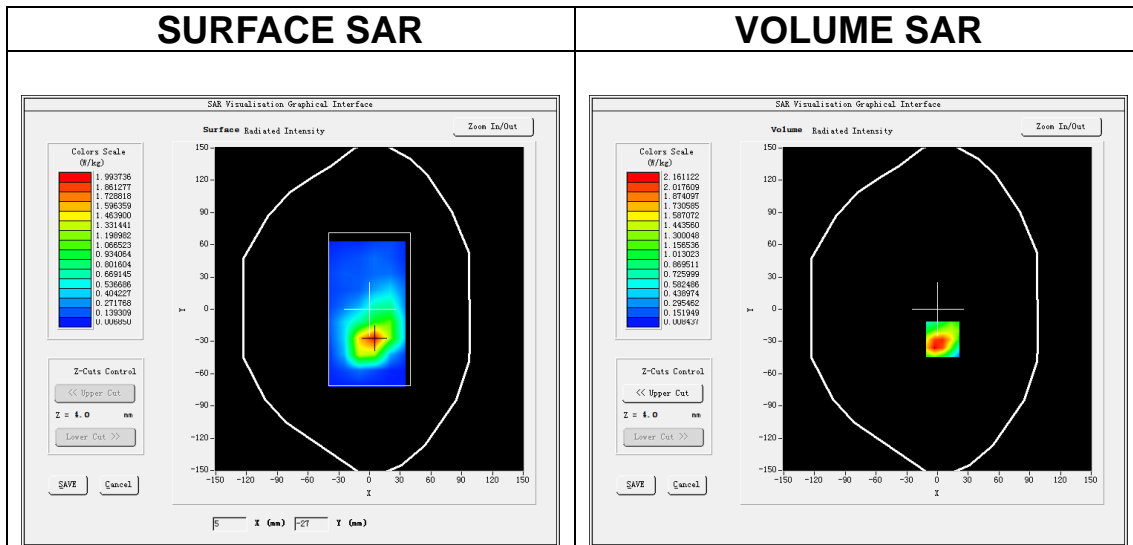 SURFACE SAR
VOLUME SAR
SAR Visualisation Graphical Interface
Surface Radiated Intensity
Zoom In/Out
Colors Scale
(W/kg)
1.993736
1.861277
1.728818
1.596359
1.463900
1.331441
1.198982
1.066523
0.934064
0.801604
0.669145
0.536686
0.404227
0.271768
0.139309
0.006850
150
120
90
60
30
0
-30
-60
-90
-120
-150
Y
-150 -120 -90 -60 -30 0 30 60 90 120 150
X
Z-Cuts Control
<< Upper Cut
Z = 4.0 mm
Lower Cut >>
SAVE Cancel
5 X (mm) -27 Y (mm)
SAR Visualisation Graphical Interface
Volume Radiated Intensity
Zoom In/Out
Colors Scale
(W/kg)
2.161122
2.017609
1.874097
1.730585
1.587072
1.443560
1.300048
1.156536
1.013023
0.869511
0.725999
0.582486
0.438974
0.295462
0.151949
0.008437
150
120
90
60
30
0
-30
-60
-90
-120
-150
Y
-150 -120 -90 -60 -30 0 30 60 90 120 150
X
Z-Cuts Control
<< Upper Cut
Z = 4.0 mm
Lower Cut >>
SAVE Cancel